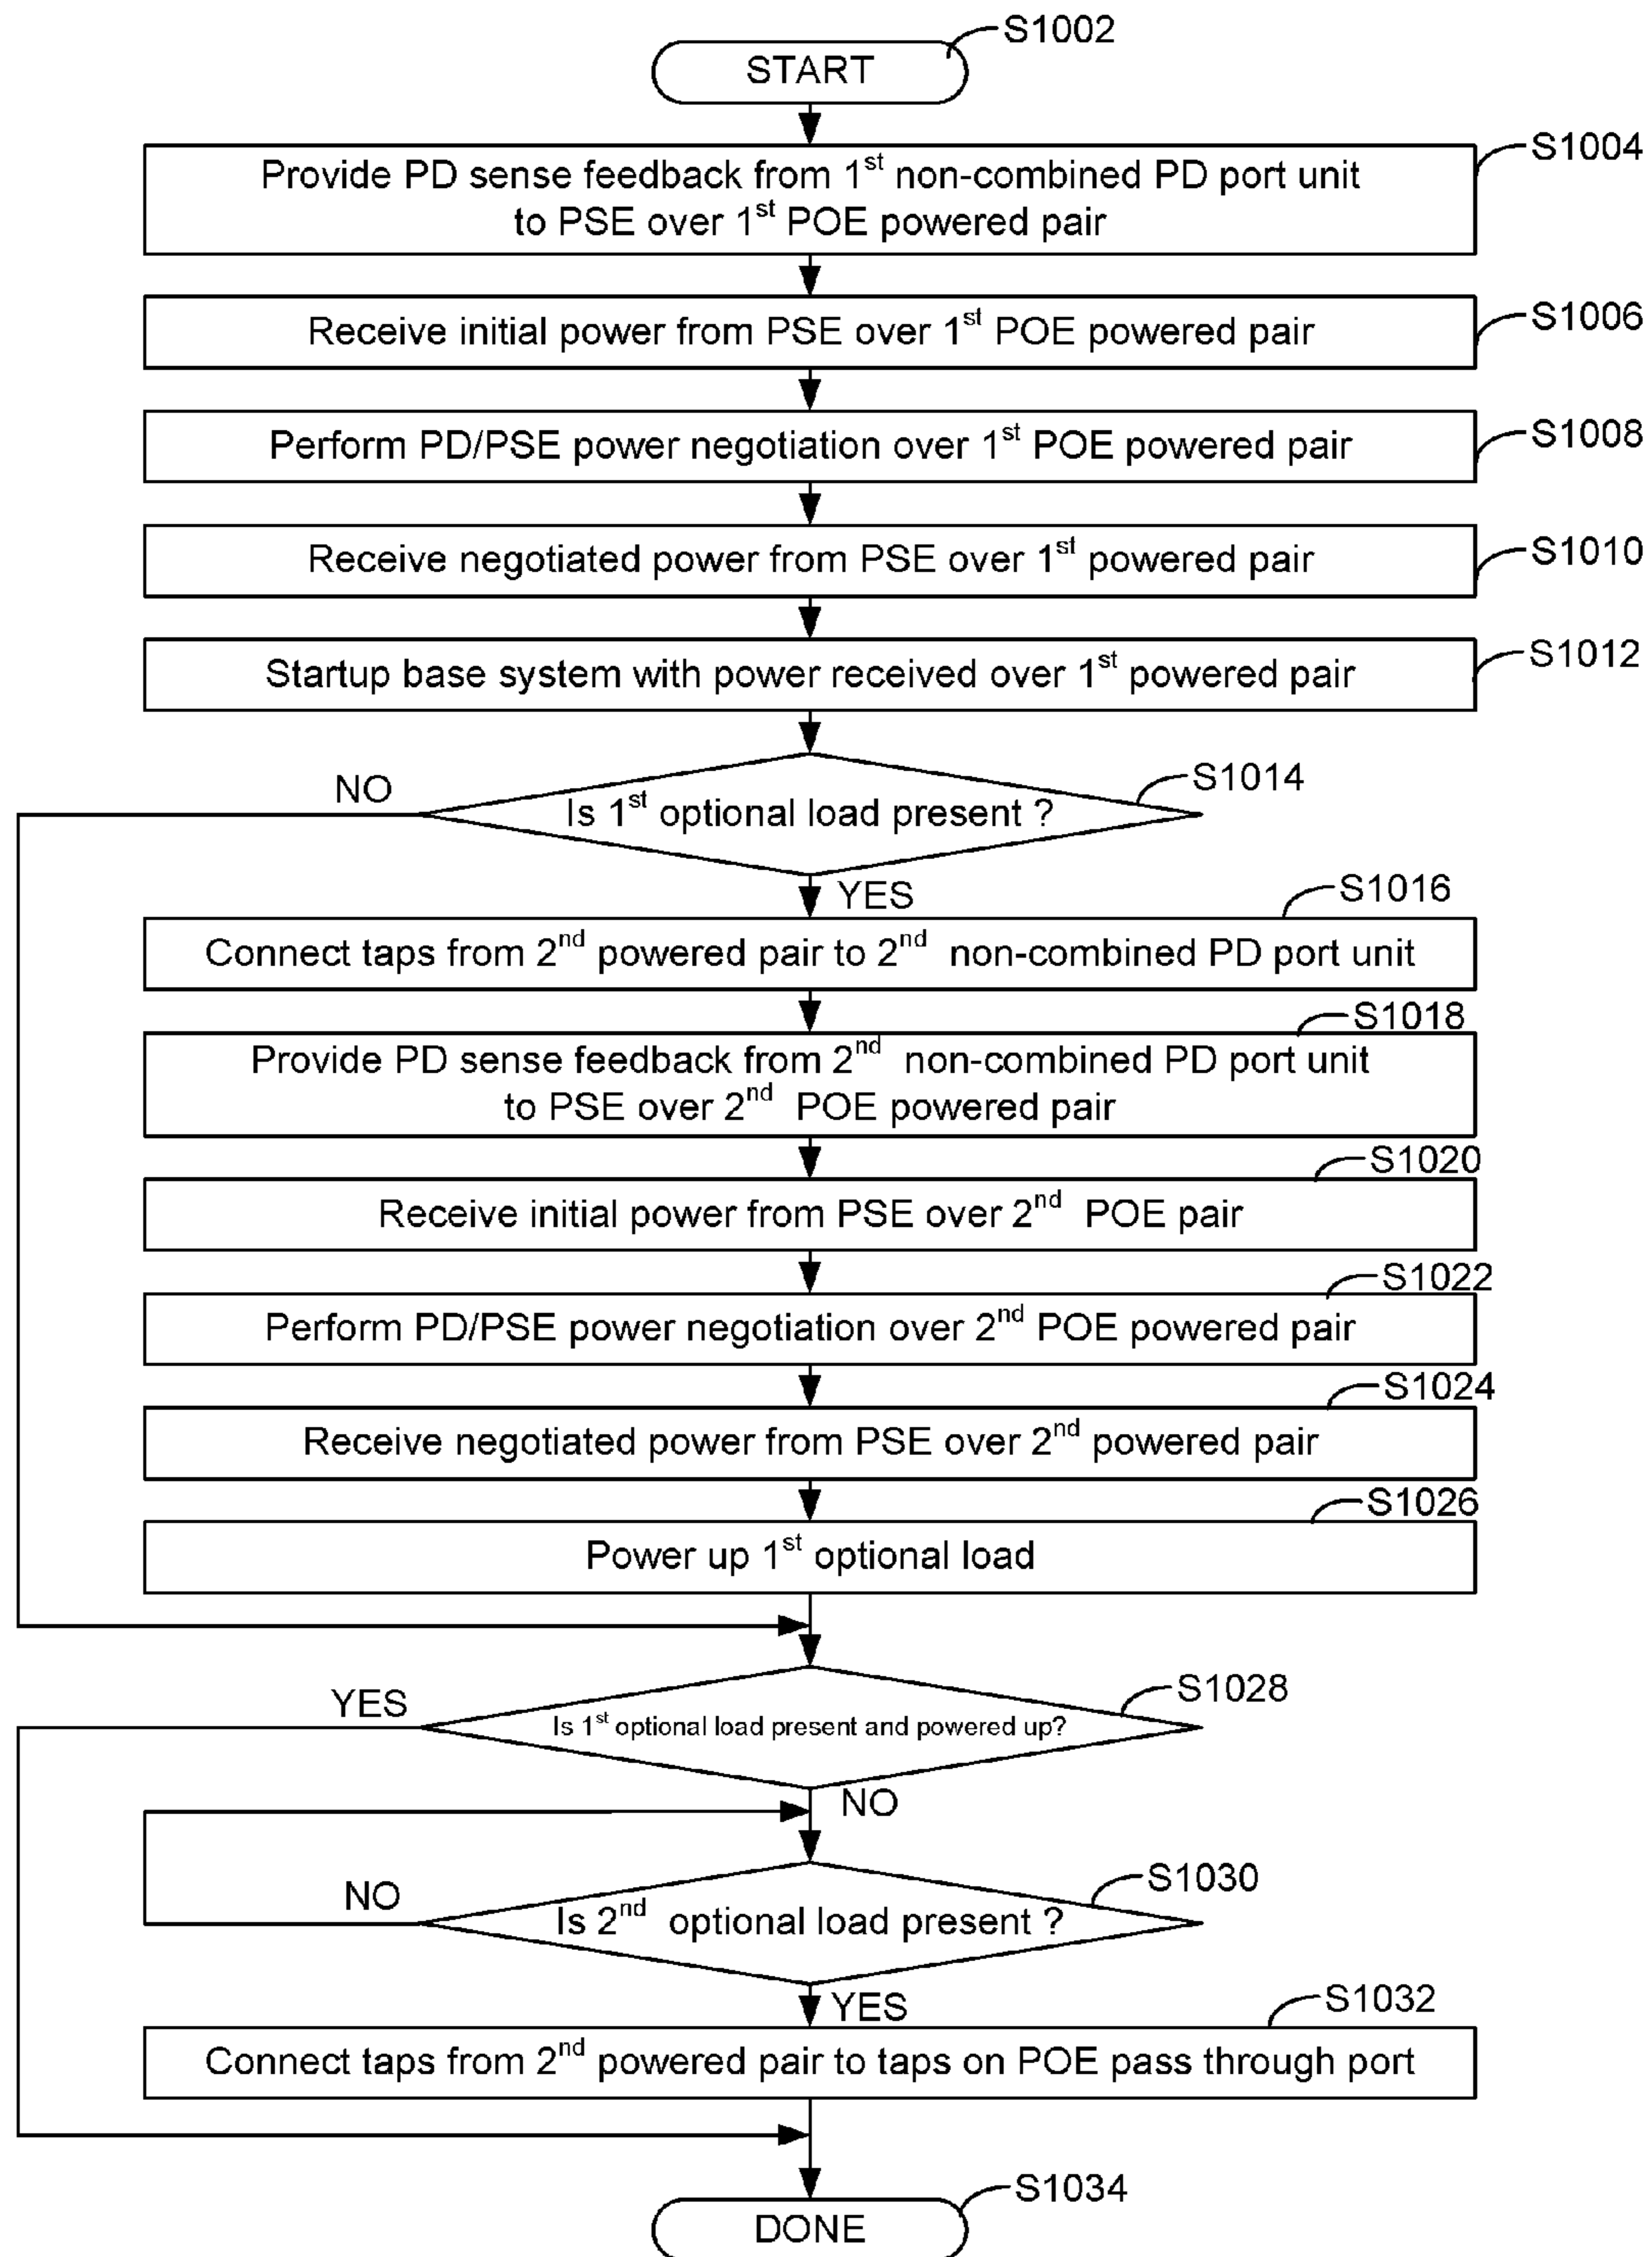 S1002
START
S1004
Provide PD sense feedback from 1st non-combined PD port unit
to PSE over 1st POE powered pair
S1006
Receive initial power from PSE over 1st POE powered pair
S1008
Perform PD/PSE power negotiation over 1st POE powered pair
S1010
Receive negotiated power from PSE over 1st powered pair
S1012
Startup base system with power received over 1st powered pair
S1014
NO
Is 1st optional load present ?
YES
S1016
Connect taps from 2nd powered pair to 2nd non-combined PD port unit
S1018
Provide PD sense feedback from 2nd non-combined PD port unit
to PSE over 2nd POE powered pair
S1020
Receive initial power from PSE over 2nd POE pair
S1022
Perform PD/PSE power negotiation over 2nd POE powered pair
S1024
Receive negotiated power from PSE over 2nd powered pair
S1026
Power up 1st optional load
S1028
YES
Is 1st optional load present and powered up?
NO
S1030
NO
Is 2nd optional load present ?
YES
S1032
Connect taps from 2nd powered pair to taps on POE pass through port
S1034
DONE